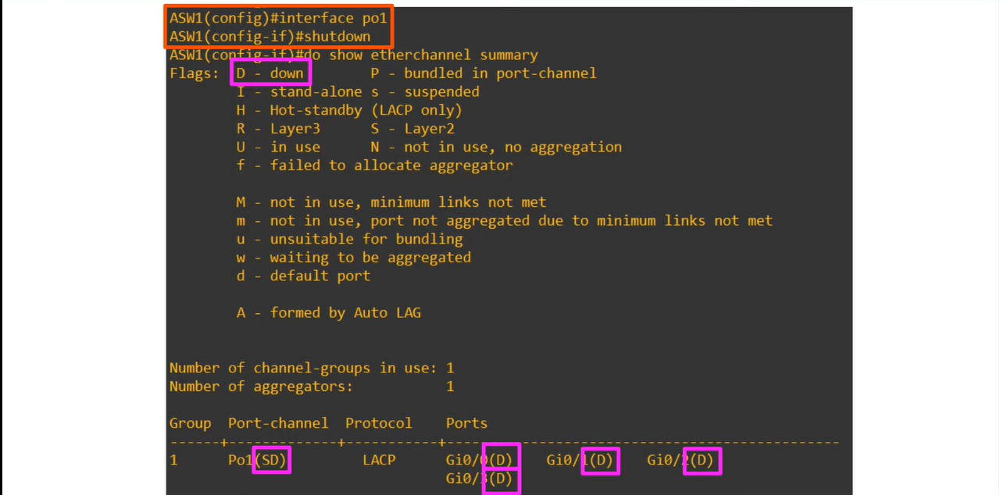 ASW1(config)#interface po1
ASW1(config-if)#shutdown
ASW1(config-if)#do show etherchannel summary
Flags:  D - down        P - bundled in port-channel
        I - stand-alone s - suspended
        H - Hot-standby (LACP only)
        R - Layer3      S - Layer2
        U - in use      N - not in use, no aggregation
        f - failed to allocate aggregator
        M - not in use, minimum links not met
        m - not in use, port not aggregated due to minimum links not met
        u - unsuitable for bundling
        w - waiting to be aggregated
        d - default port
        A - formed by Auto LAG
Number of channel-groups in use: 1
Number of aggregators:           1
Group  Port-channel  Protocol    Ports
------+-------------+-----------+-----------------------------------------------
1      Po1(SD)         LACP      Gi0/0(D)    Gi0/1(D)    Gi0/2(D)
                                 Gi0/3(D)